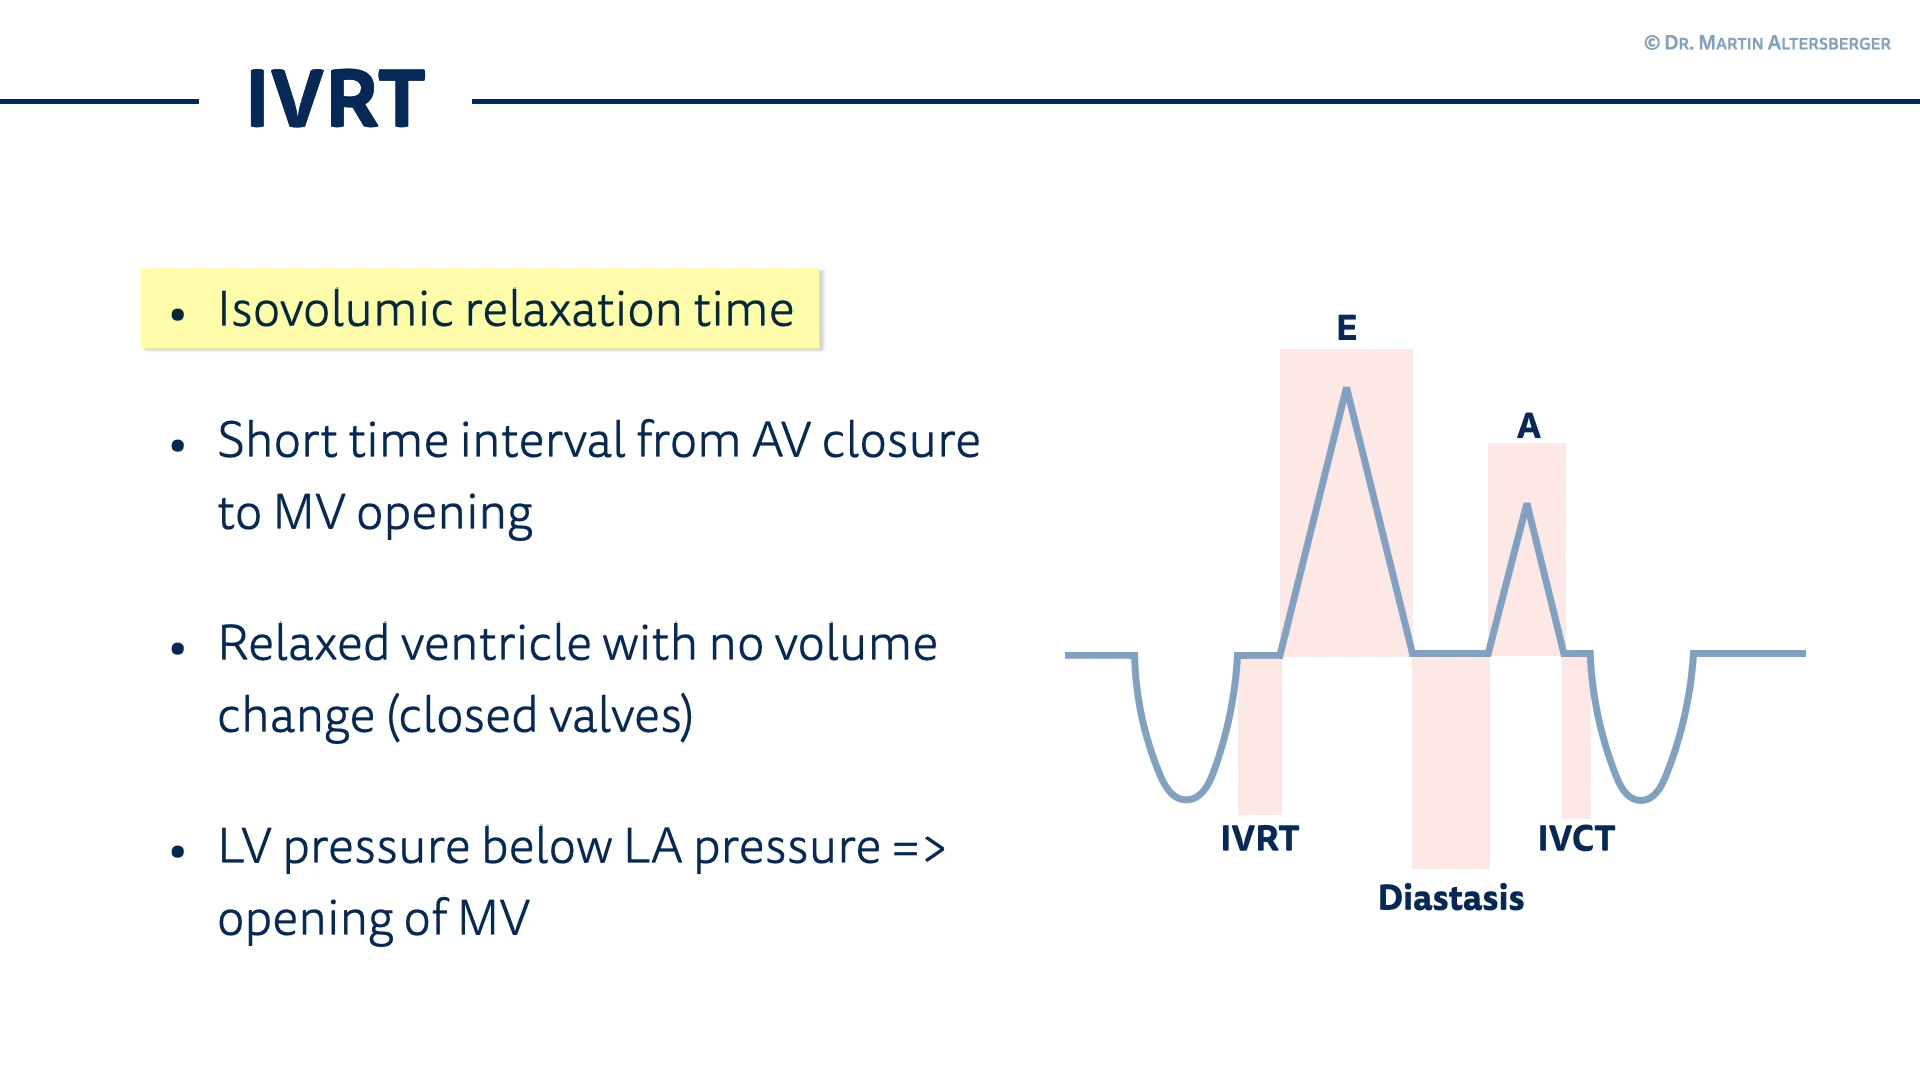 © DR. MARTIN ALTERSBERGER
IVRT
• Isovolumic relaxation time
• Short time interval from AV closure
to MV opening
• Relaxed ventricle with no volume
change (closed valves)
• LV pressure below LA pressure =>
opening of MV
E
A
IVRT
IVCT
Diastasis